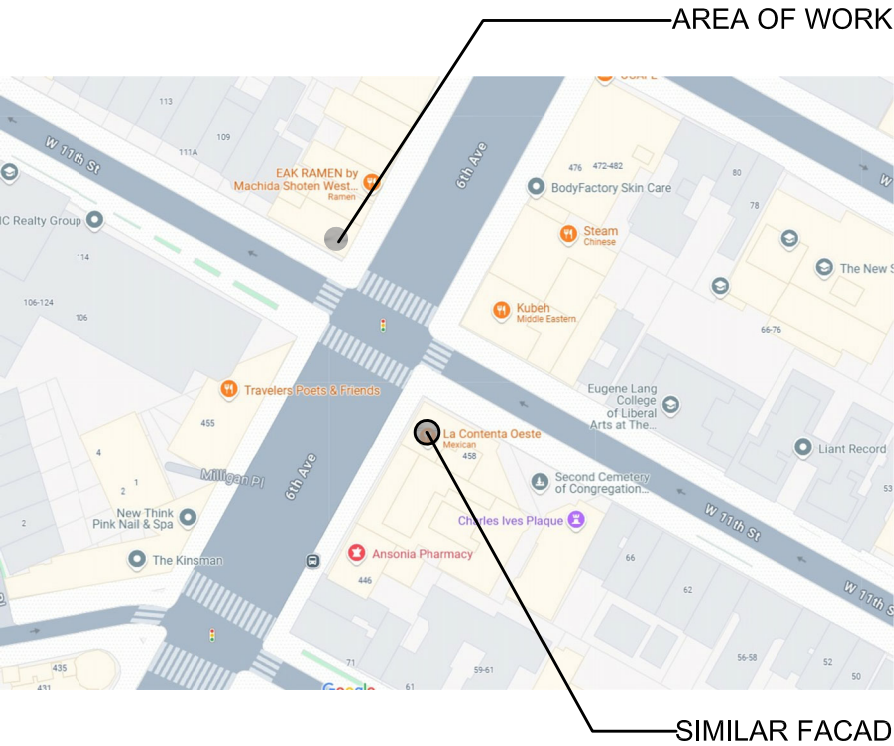 AREA OF WORK
113
109
111A
W 11th St
EAK RAMEN by
Machida Shoten West...
Ramen
6th Ave
476
472-482
BodyFactory Skin Care
80
78
Steam
Chinese
The New
Kubeh
Middle Eastern
66-76
C Realty Group
14
106-124
106
Travelers Poets & Friends
455
Eugene Lang
College
of Liberal
Arts at The...
Liant Record
La Contenta Oeste
Mexican
458
4
1
2
2
Milligan Pl
6th Ave
Second Cemetery
of Congregation...
53
New Think
Pink Nail & Spa
Charles Ives Plaque
W 11th St
The Kinsman
Ansonia Pharmacy
446
66
62
W 11th S
435
431
71
59-61
61
56-58
52
50
Google
SIMILAR FACAD